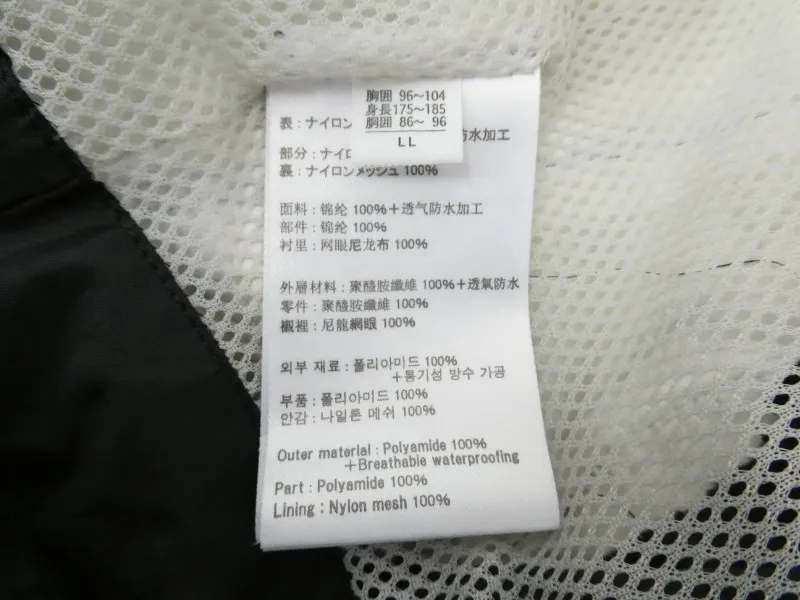 胸囲 96～104
身長175～185
胴囲 86～ 96
LL
表：ナイロン
防水加工
部分：ナイロ
裏：ナイロンメッシュ 100%
面料：锦纶 100%＋透气防水加工
部件：锦纶 100%
衬里：网眼尼龙布 100%
外層材料：聚醯胺纖維 100%＋透氣防水
零件：聚醯胺纖維 100%
襯裡：尼龍網眼 100%
외부 재료：폴리아미드 100%
＋통기성 방수 가공
부품：폴리아미드 100%
안감：나일론 메쉬 100%
Outer material：Polyamide 100%
＋Breathable waterproofing
Part：Polyamide 100%
Lining：Nylon mesh 100%